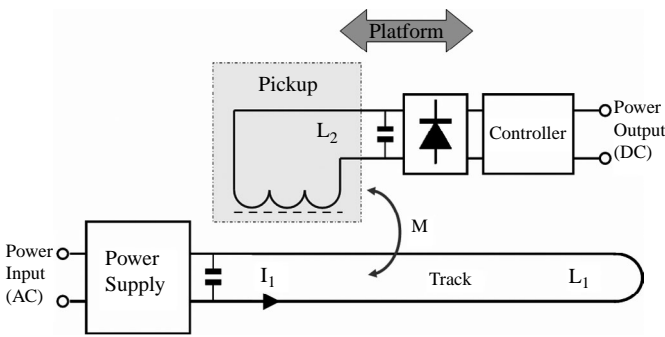 Platform
Pickup
L2
Controller
Power
Output
(DC)
M
Power
Input
(AC)
Power
Supply
I1
Track
L1